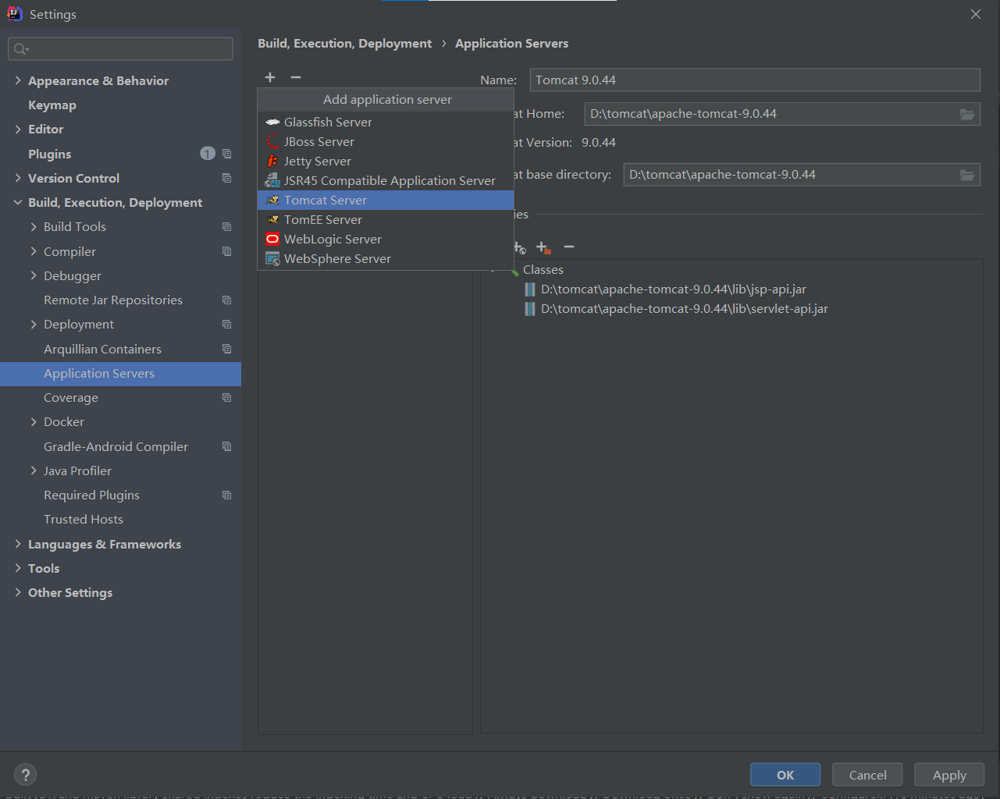 Settings
Appearance & Behavior
Keymap
Editor
Plugins
1
Version Control
Build, Execution, Deployment
Build Tools
Compiler
Debugger
Remote Jar Repositories
Deployment
Arquillian Containers
Application Servers
Coverage
Docker
Gradle-Android Compiler
Java Profiler
Required Plugins
Trusted Hosts
Languages & Frameworks
Tools
Other Settings
Build, Execution, Deployment › Application Servers
Add application server
Glassfish Server
JBoss Server
Jetty Server
JSR45 Compatible Application Server
Tomcat Server
TomEE Server
WebLogic Server
WebSphere Server
Name: Tomcat 9.0.44
at Home: D:\tomcat\apache-tomcat-9.0.44
at Version: 9.0.44
at base directory: D:\tomcat\apache-tomcat-9.0.44
ies
Classes
D:\tomcat\apache-tomcat-9.0.44\lib\jsp-api.jar
D:\tomcat\apache-tomcat-9.0.44\lib\servlet-api.jar
?
OK
Cancel
Apply